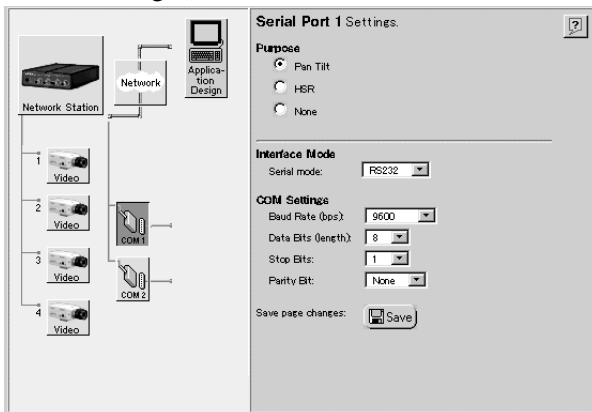 Network Station
Network
Applica-
tion
Design
1
Video
2
Video
3
Video
4
Video
COM 1
COM 2
Serial Port 1 Settings.
?
Purpose
Pan Tilt
HSR
None
Interface Mode
Serial mode: RS232
COM Settings
Baud Rate (bps): 9600
Data Bits (length): 8
Stop Bits: 1
Parity Bit: None
Save page changes: Save